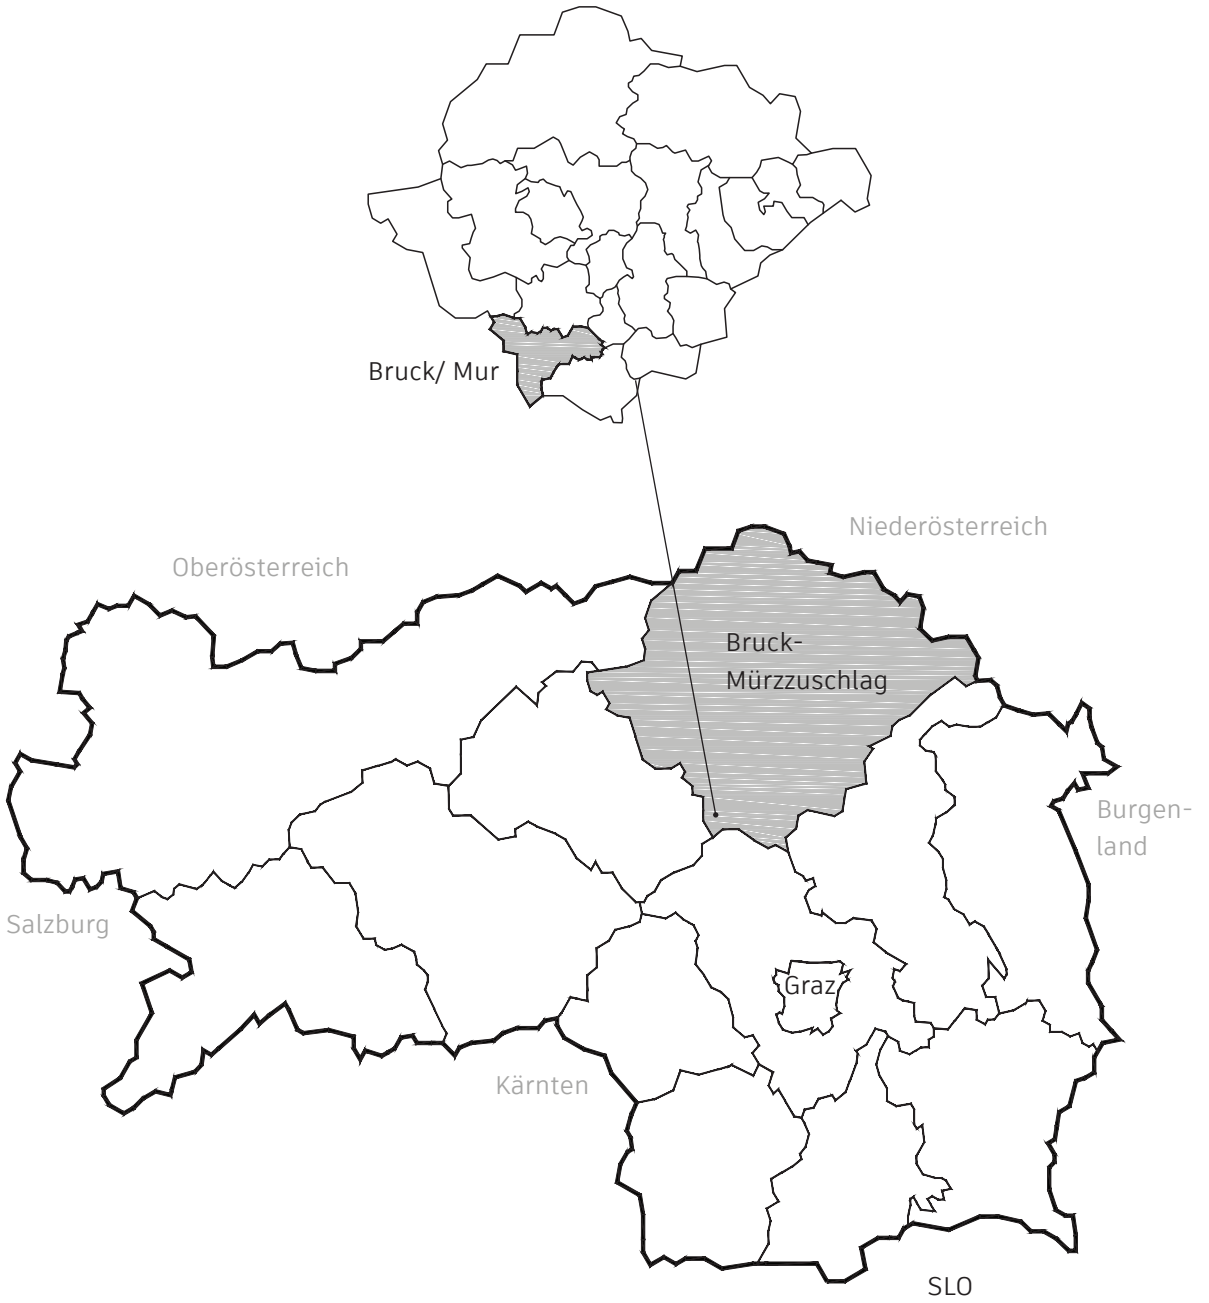 Bruck/ Mur
Niederösterreich
Oberösterreich
Bruck-
Mürzzuschlag
Burgen-
land
Salzburg
Graz
Kärnten
SLO